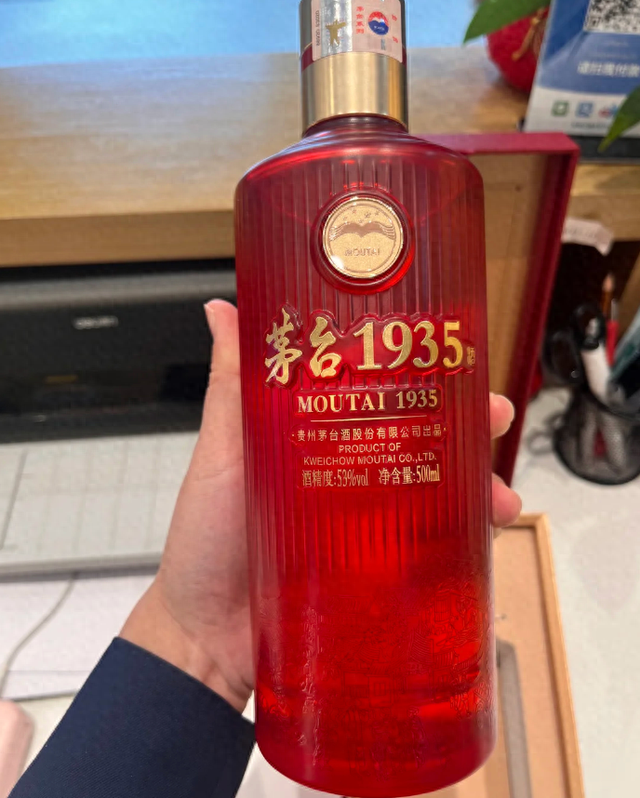 MOUTAI
茅台1935
MOUTAI 1935
·贵州茅台酒股份有限公司出品·
PRODUCT OF
KWEICHOW MOUTAI CO.,LTD.
酒精度:53%vol 净含量:500ml